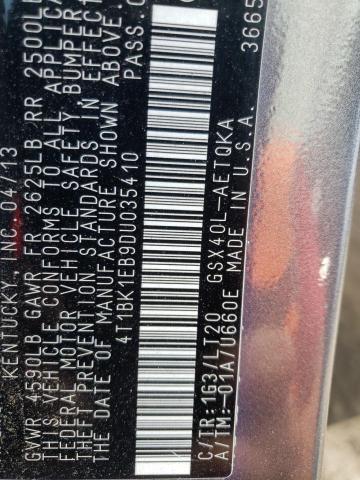 KENTUCKY, INC. 04/13
GVWR 4590LB GAWR FR 2625LB RR 2500LB
THIS VEHICLE CONFORMS TO ALL APPLICA
FEDERAL MOTOR VEHICLE SAFETY, BUMPER,
THEFT PREVENTION STANDARDS IN EFFECT
THE DATE OF MANUFACTURE SHOWN ABOVE.
4T1BK1EB9DU035410 PASS
C/TR:1G3/LT20 GSX40L-AETQKA
A/TM:-01A/U660E MADE IN U.S.A. 3665